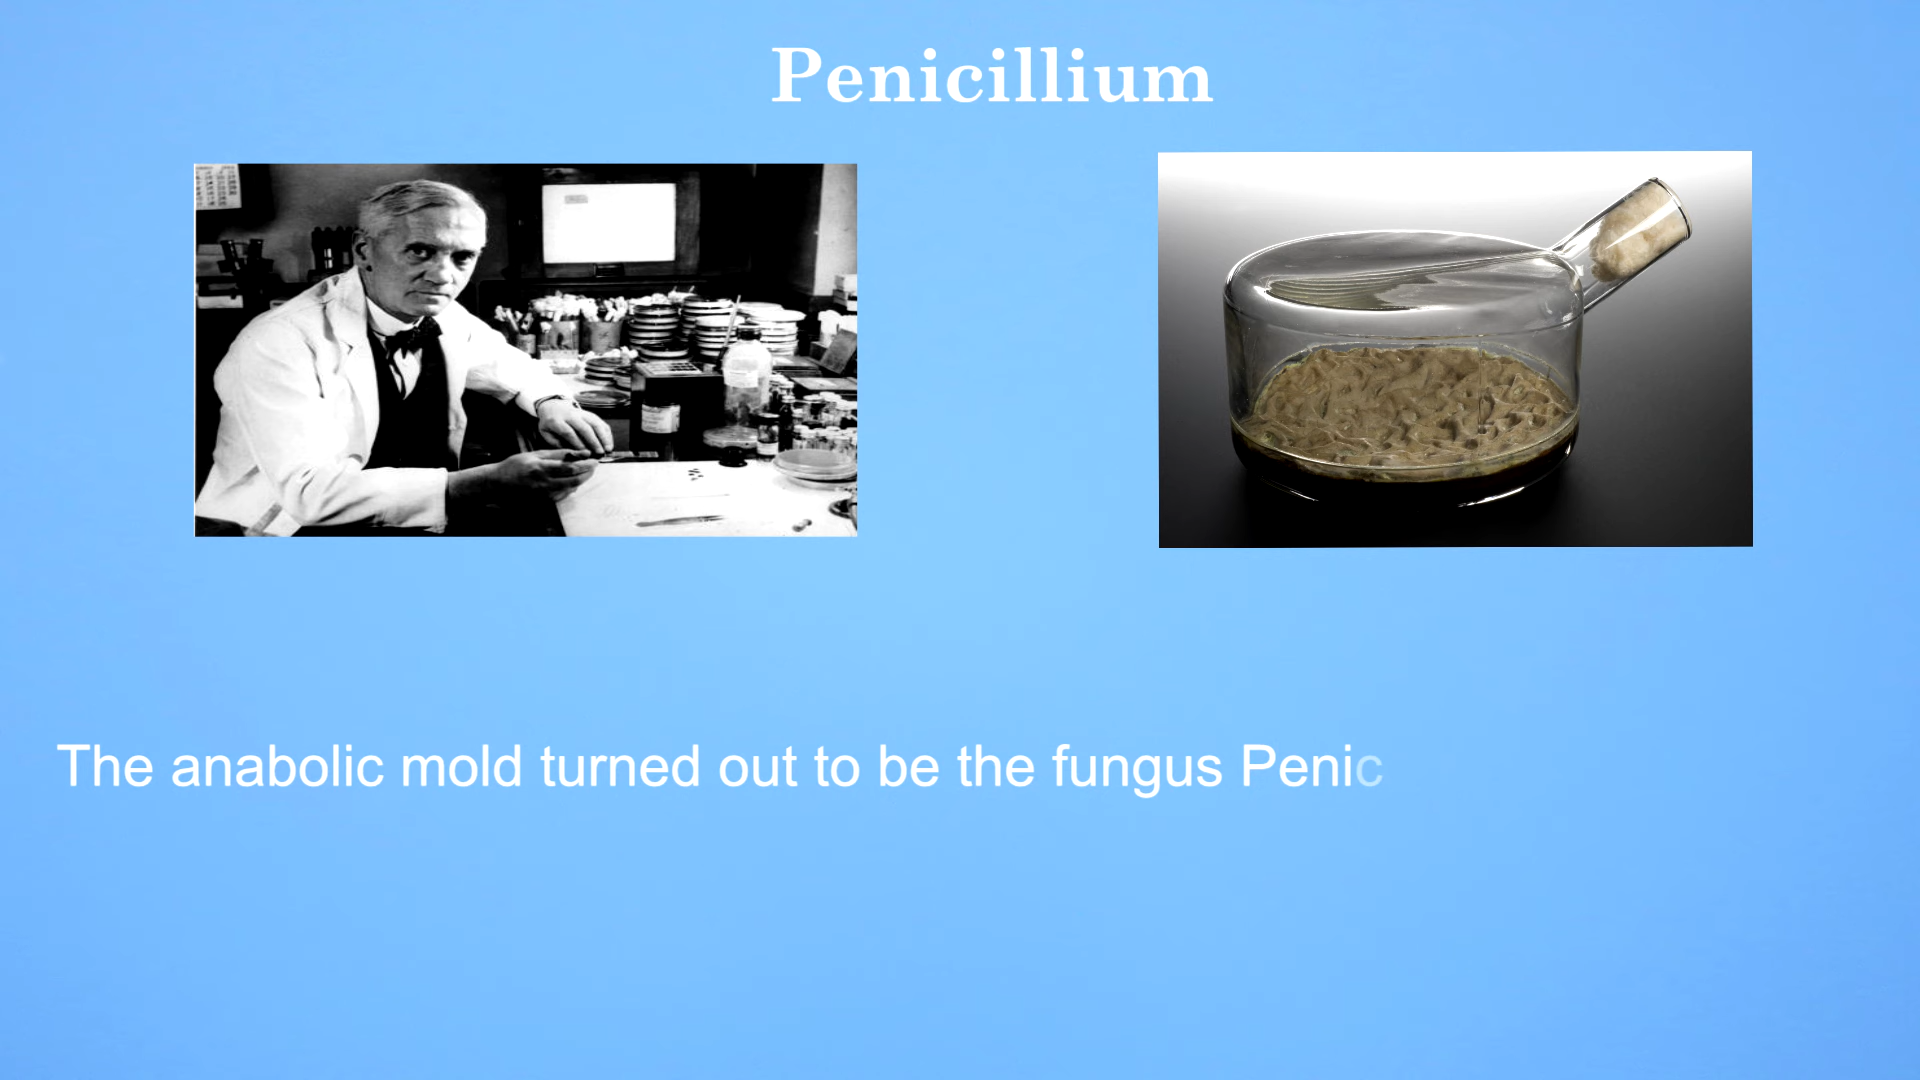 Penicillium
The anabolic mold turned out to be the fungus Penic